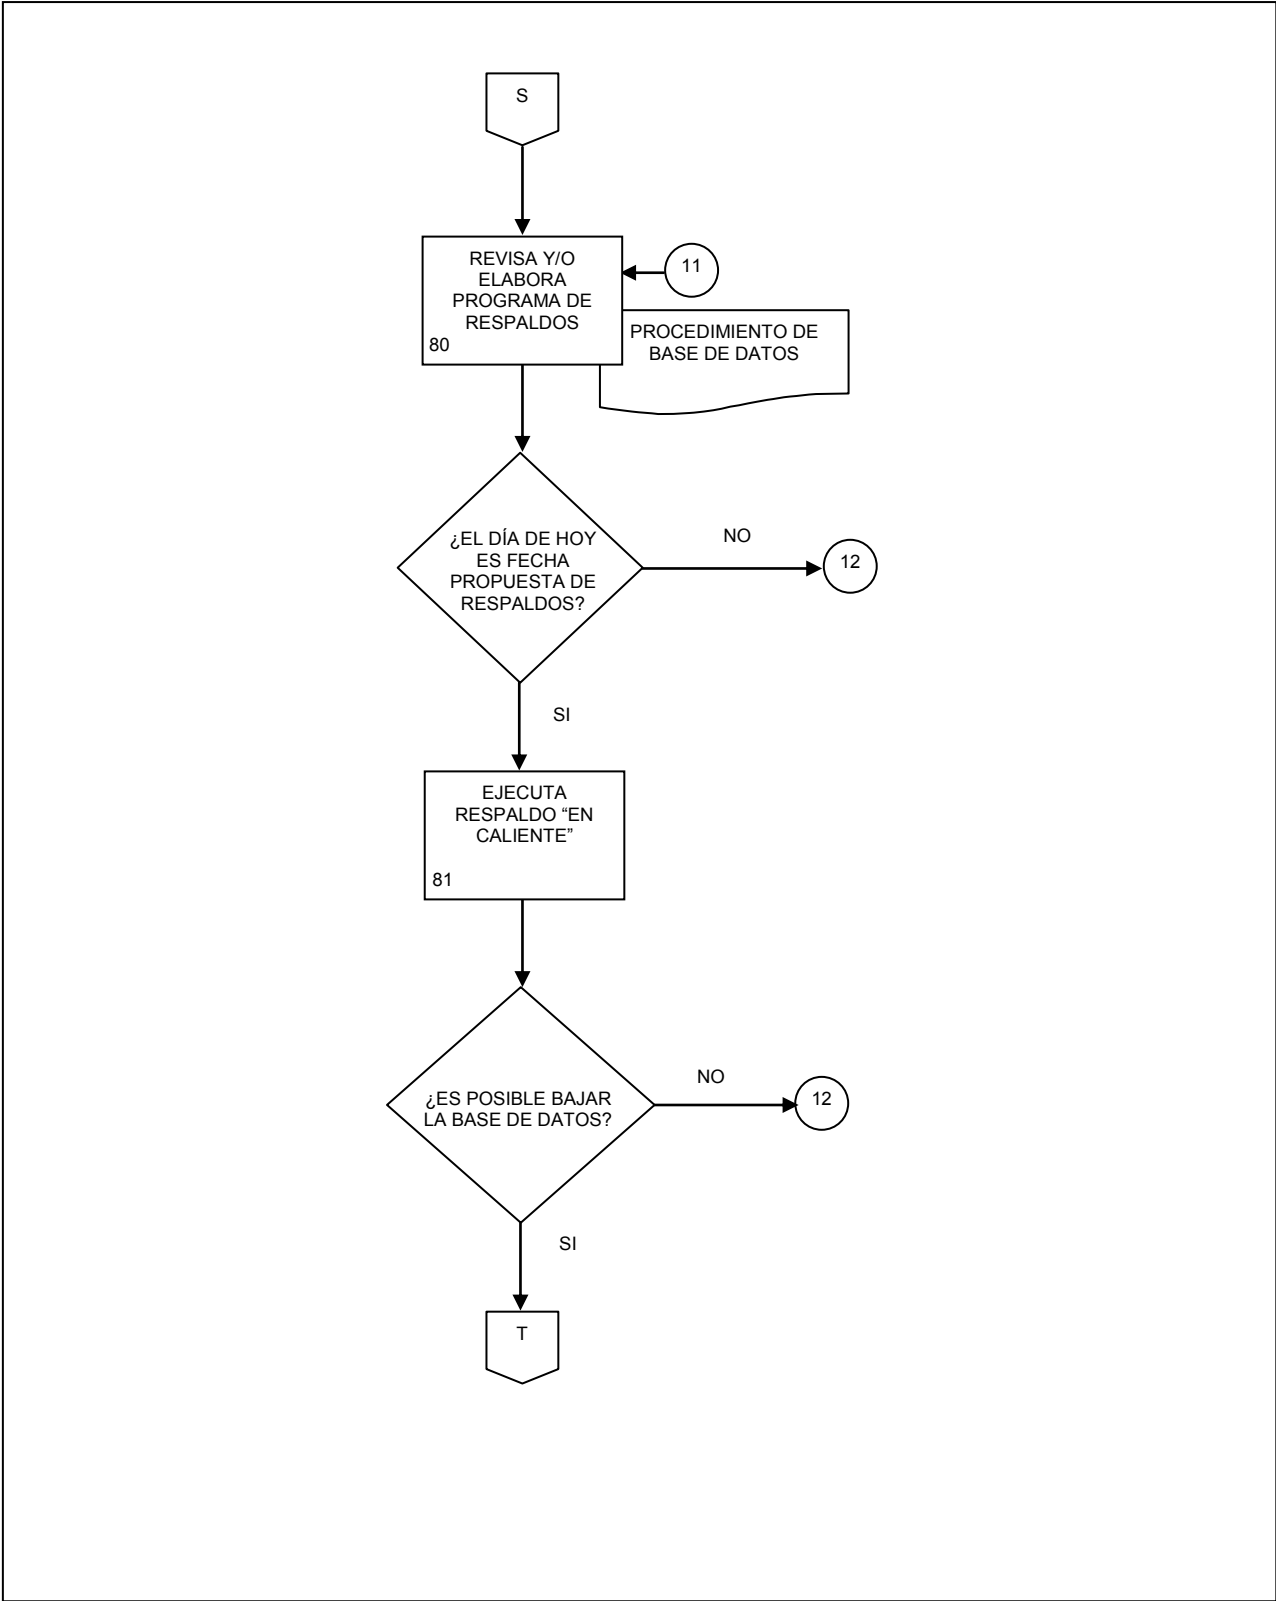 S
REVISA Y/O
ELABORA
PROGRAMA DE
RESPALDOS
80
11
PROCEDIMIENTO DE
BASE DE DATOS
¿EL DÍA DE HOY
ES FECHA
PROPUESTA DE
RESPALDOS?
NO
12
SI
EJECUTA
RESPALDO “EN
CALIENTE”
81
¿ES POSIBLE BAJAR
LA BASE DE DATOS?
NO
12
SI
T